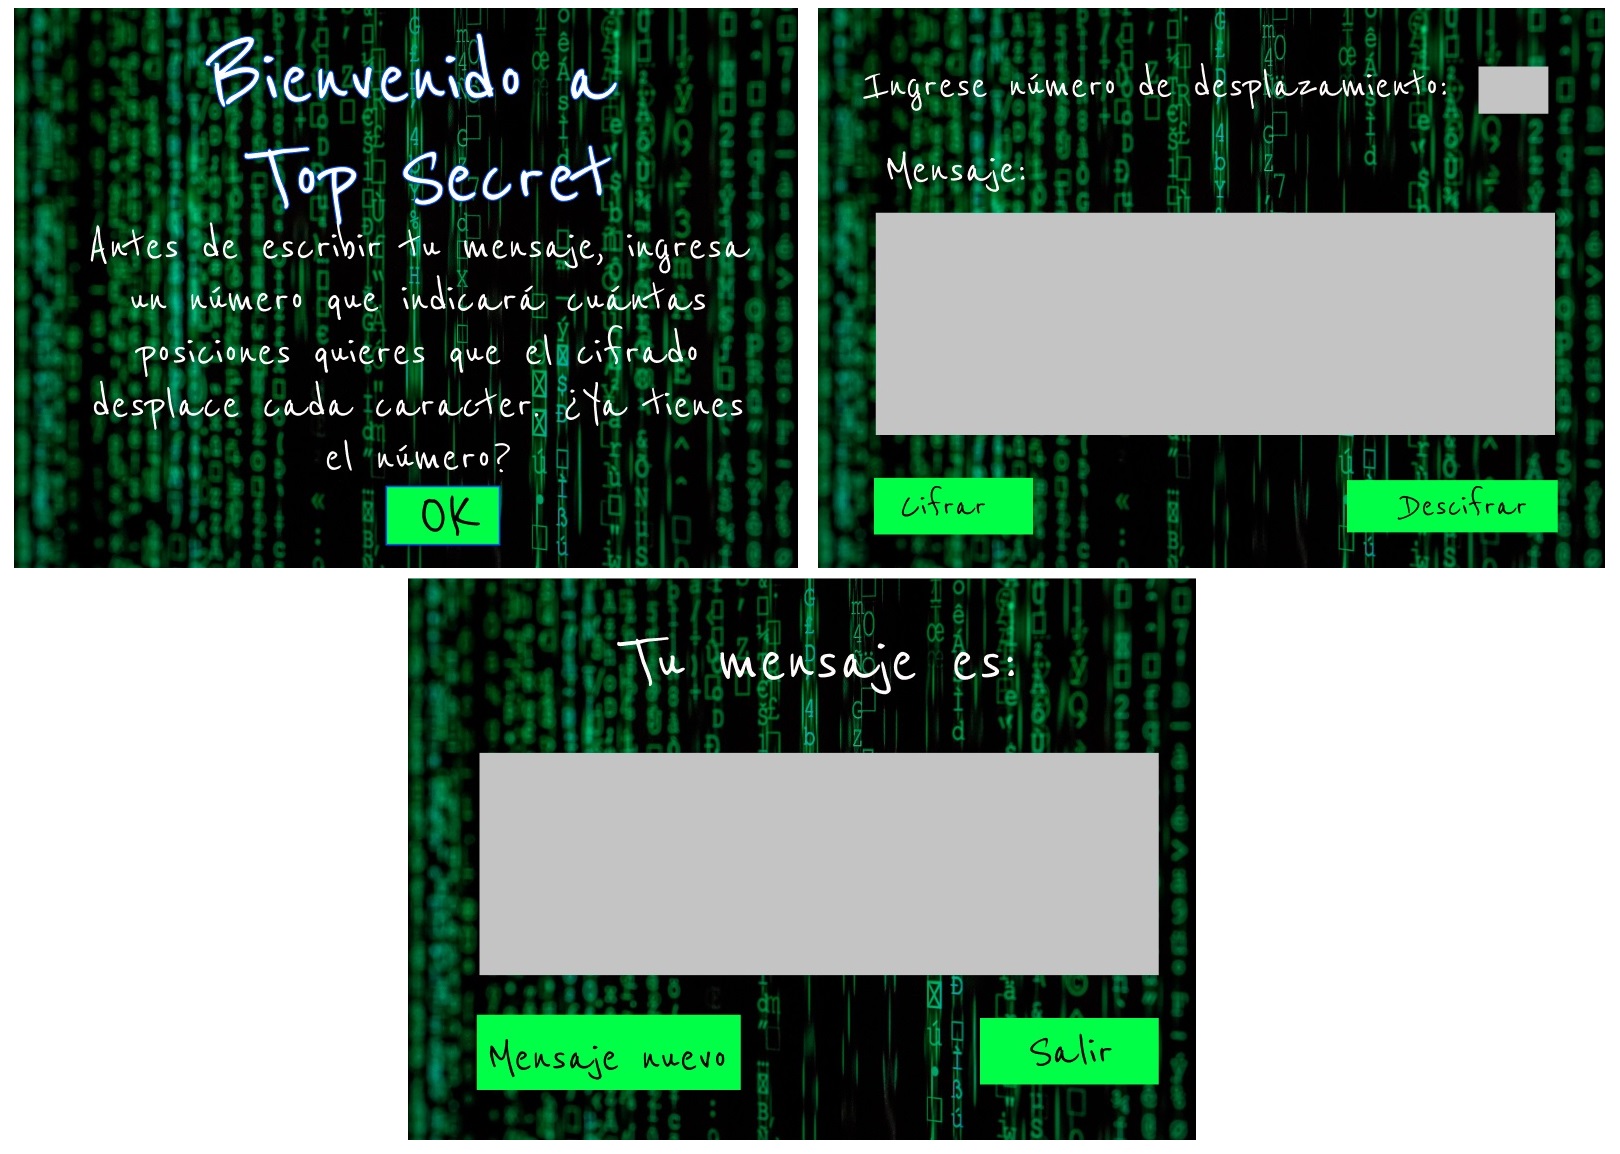 Bienvenido a
Top Secret
Antes de escribir tu mensaje, ingresa
un número que indicará cuántas
posiciones quieres que el cifrado
desplace cada caracter. ¿Ya tienes
el número?
OK
Ingrese número de desplazamiento:
Mensaje:
Cifrar
Descifrar
Tu mensaje es:
Mensaje nuevo
Salir